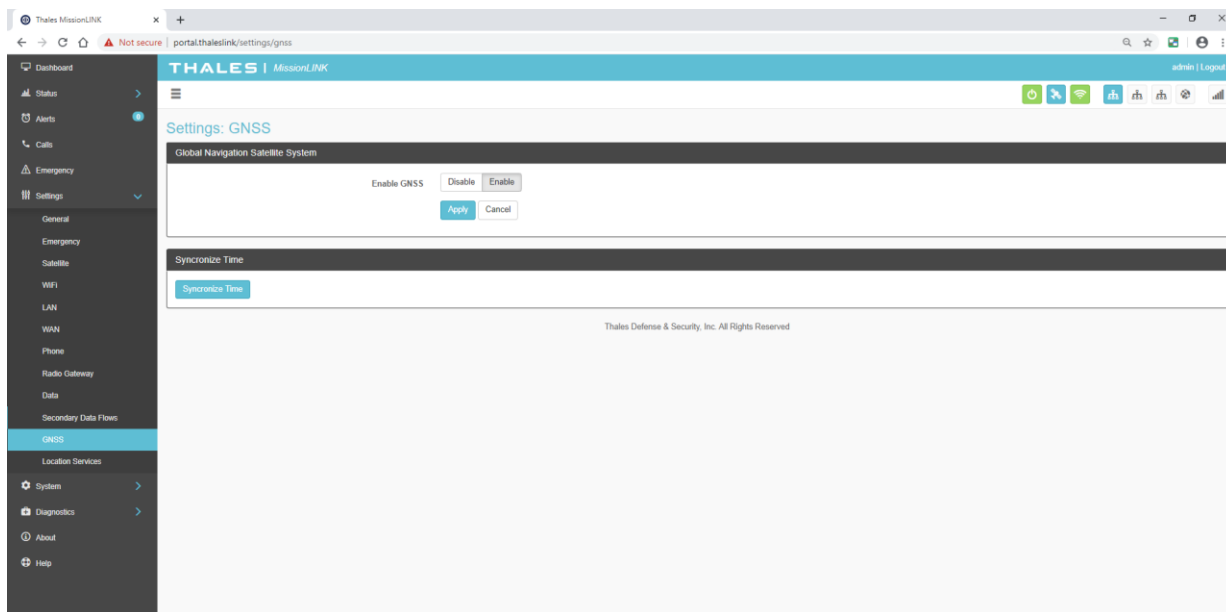 Thales MissionLINK
Not secure | portal.thaleslink/settings/gnss
Dashboard
THALES | MissionLINK
admin | Logout
Status
Alerts
0
Calls
Emergency
Settings
General
Emergency
Satellite
WiFi
LAN
WAN
Phone
Radio Gateway
Data
Secondary Data Flows
GNSS
Location Services
System
Diagnostics
About
Help
Settings: GNSS
Global Navigation Satellite System
Enable GNSS Disable Enable
Apply Cancel
Syncronize Time
Syncronize Time
Thales Defense & Security, Inc. All Rights Reserved